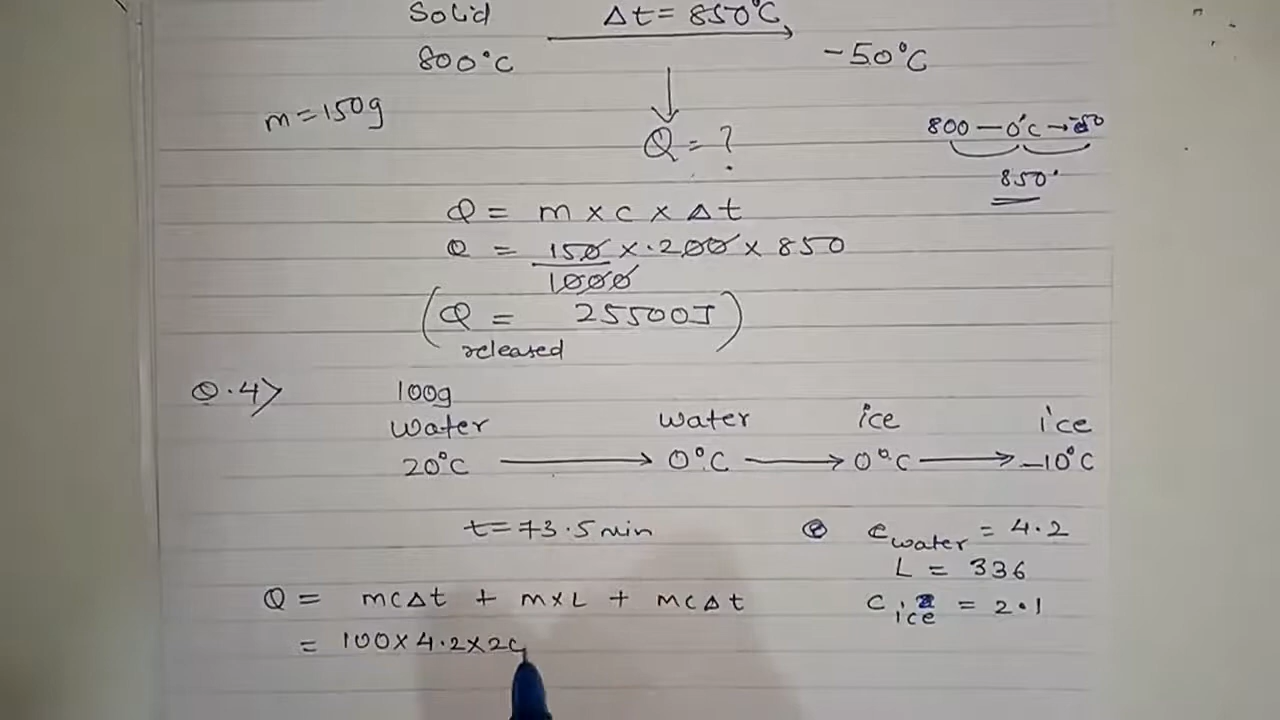 Solid Δt = 850°C
800°C -50°C
m = 150g
800 — 0°C → -50
Q = ?
850°
Q = m × c × Δt
Q = 150 × .200 × 850
1000
(Q = 25500J)
released
Q.4> 100g
Water water ice ice
20°C → 0°C → 0°C → -10°C
t = 73.5 min c water = 4.2
L = 336
Q = mcΔt + m×L + mcΔt c ice = 2.1
= 100 × 4.2 × 20